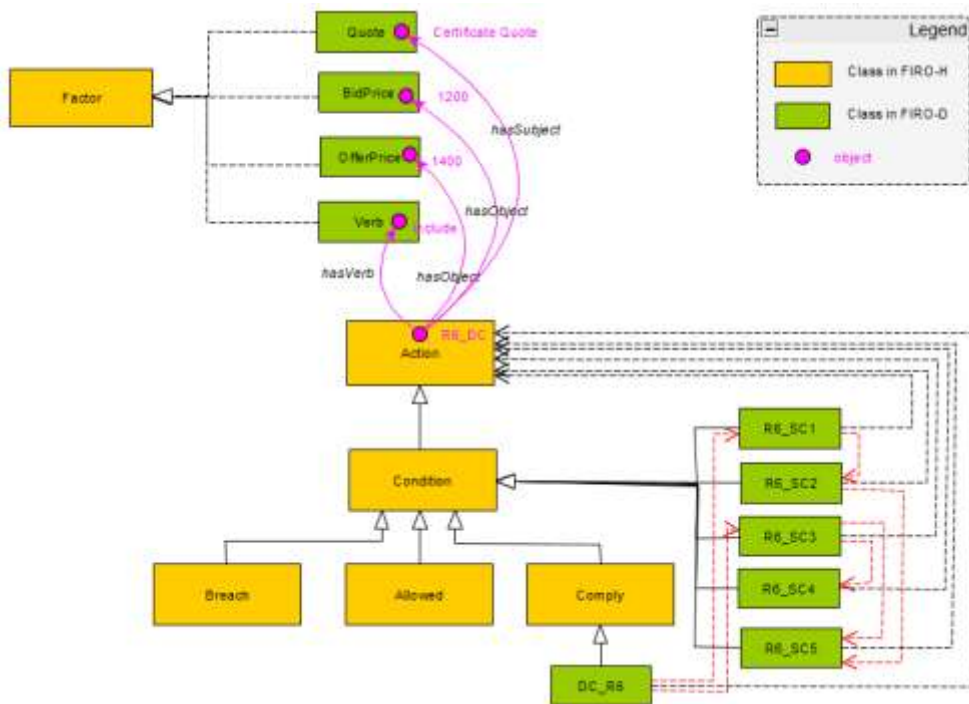 Quote
Certificate Quote
Legend
Factor
Class in FIRO-H
BidPrice
1200
Class in FIRO-D
hasSubject
OfferPrice
1400
object
hasObject
Verb
include
hasVerb
hasObject
R6_DC
Action
R6_SC1
Condition
R6_SC2
R6_SC3
Breach
Allowed
Comply
R6_SC4
R6_SC5
DC_R6